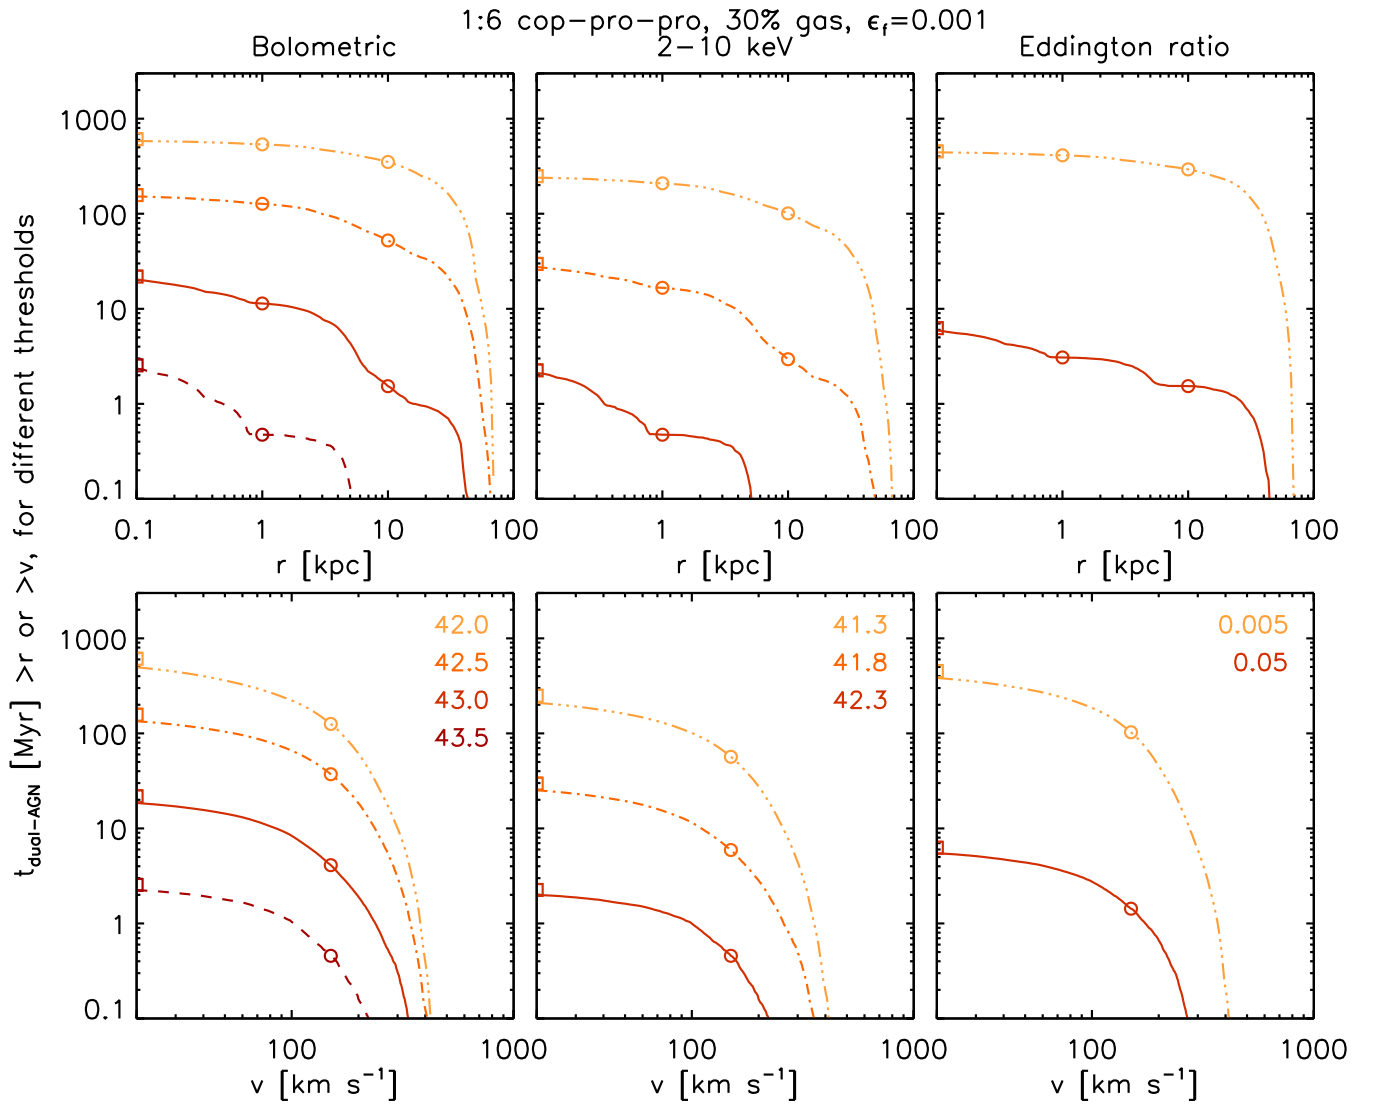 1:6 cop-pro-pro, 30% gas, ϵf=0.001
Bolometric
2-10 keV
Eddington ratio
1000
100
10
1
0.1
0.1 1 10 100
1 10 100
1 10 100
r [kpc]
r [kpc]
r [kpc]
tdual-AGN [Myr] >r or >v, for different thresholds
42.0
42.5
43.0
43.5
41.3
41.8
42.3
0.005
0.05
1000
100
10
1
0.1
100 1000
100 1000
100 1000
v [km s⁻¹]
v [km s⁻¹]
v [km s⁻¹]